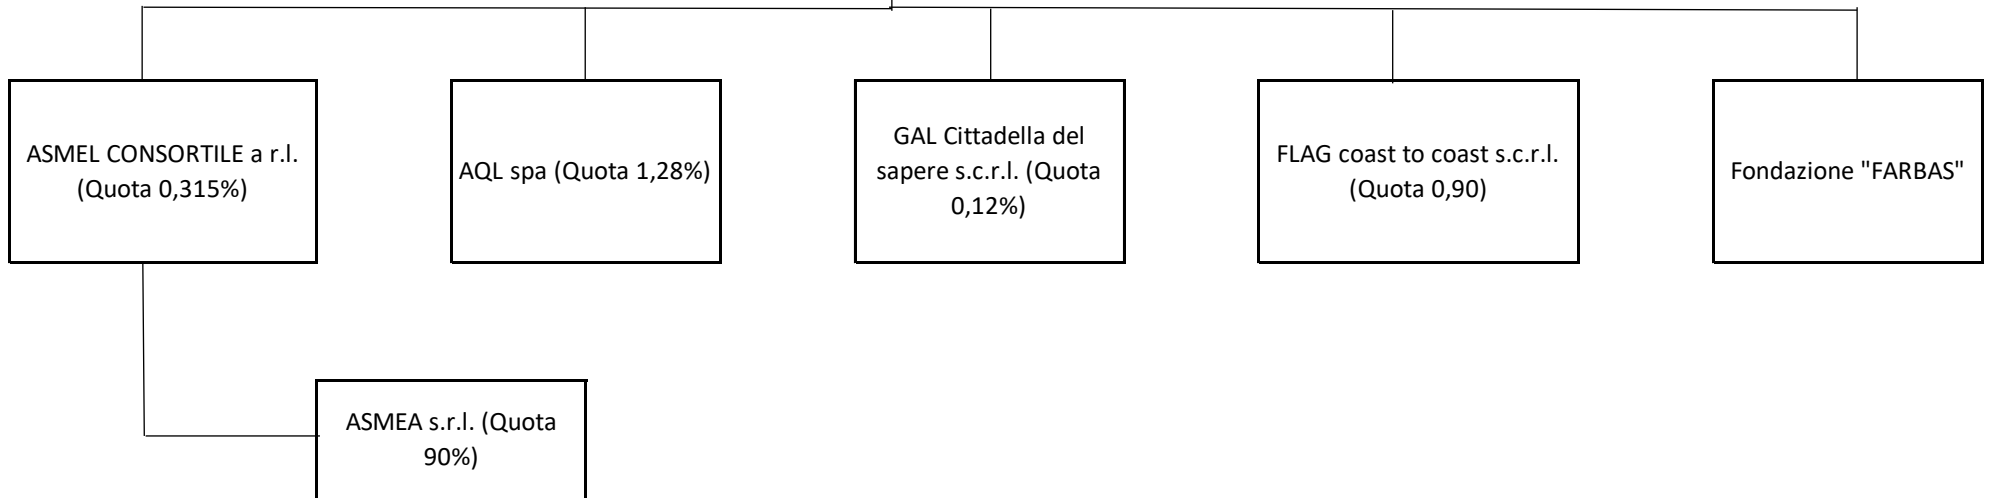 ASMEL CONSORTILE a r.l.
(Quota 0,315%)
AQL spa (Quota 1,28%)
GAL Cittadella del
sapere s.c.r.l. (Quota
0,12%)
FLAG coast to coast s.c.r.l.
(Quota 0,90)
Fondazione "FARBAS"
ASMEA s.r.l. (Quota
90%)